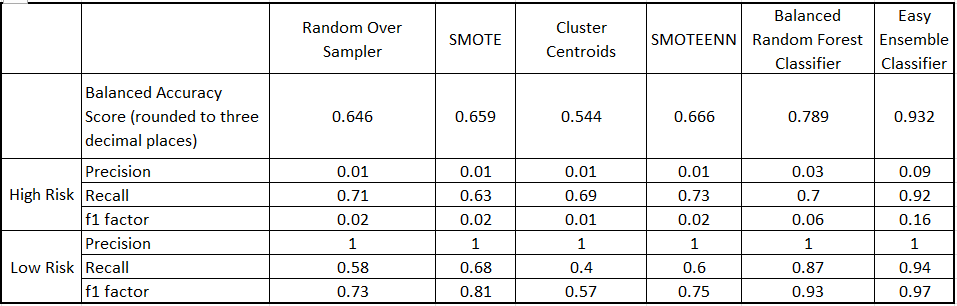 Random Over Sampler SMOTE Cluster Centroids SMOTEENN Balanced Random Forest Classifier Easy Ensemble Classifier
Balanced Accuracy Score (rounded to three decimal places) 0.646 0.659 0.544 0.666 0.789 0.932
High Risk Precision 0.01 0.01 0.01 0.01 0.03 0.09
Recall 0.71 0.63 0.69 0.73 0.7 0.92
f1 factor 0.02 0.02 0.01 0.02 0.06 0.16
Low Risk Precision 1 1 1 1 1 1
Recall 0.58 0.68 0.4 0.6 0.87 0.94
f1 factor 0.73 0.81 0.57 0.75 0.93 0.97